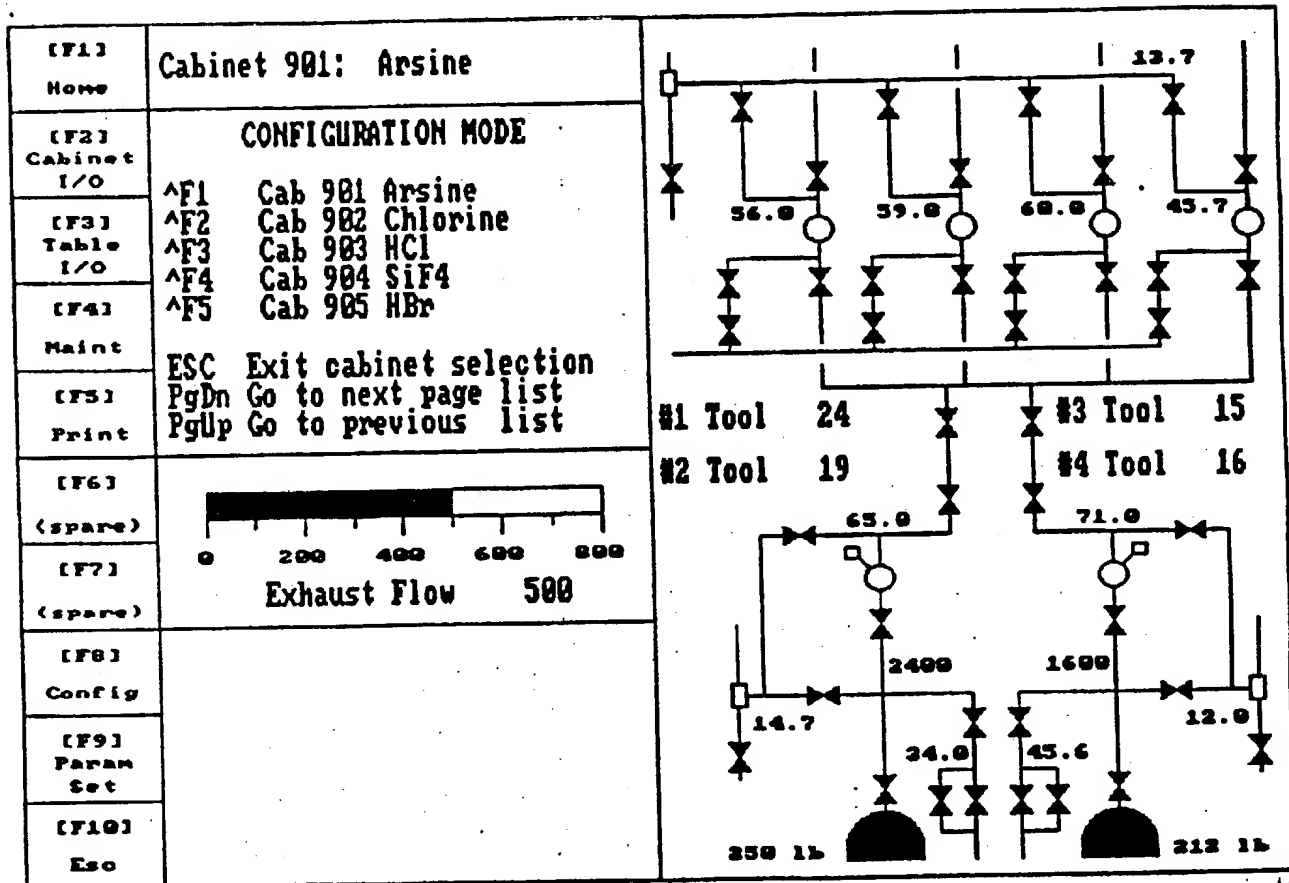 [F1]
Home
[F2]
Cabinet
I/O
[F3]
Table
I/O
[F4]
Maint
[F5]
Print
[F6]
(spare)
[F7]
(spare)
[F8]
Config
[F9]
Param
Set
[F10]
Esc
Cabinet 901: Arsine
CONFIGURATION MODE
^F1 Cab 901 Arsine
^F2 Cab 902 Chlorine
^F3 Cab 903 HCl
^F4 Cab 904 SiF4
^F5 Cab 905 HBr
ESC Exit cabinet selection
PgDn Go to next page list
PgUp Go to previous list
0 200 400 600 800
Exhaust Flow 500
13.7
56.0 59.0 60.0 45.7
#1 Tool 24 #3 Tool 15
#2 Tool 19 #4 Tool 16
65.0 71.0
2400 1600
14.7 12.0
24.0 45.6
250 lb 212 lb